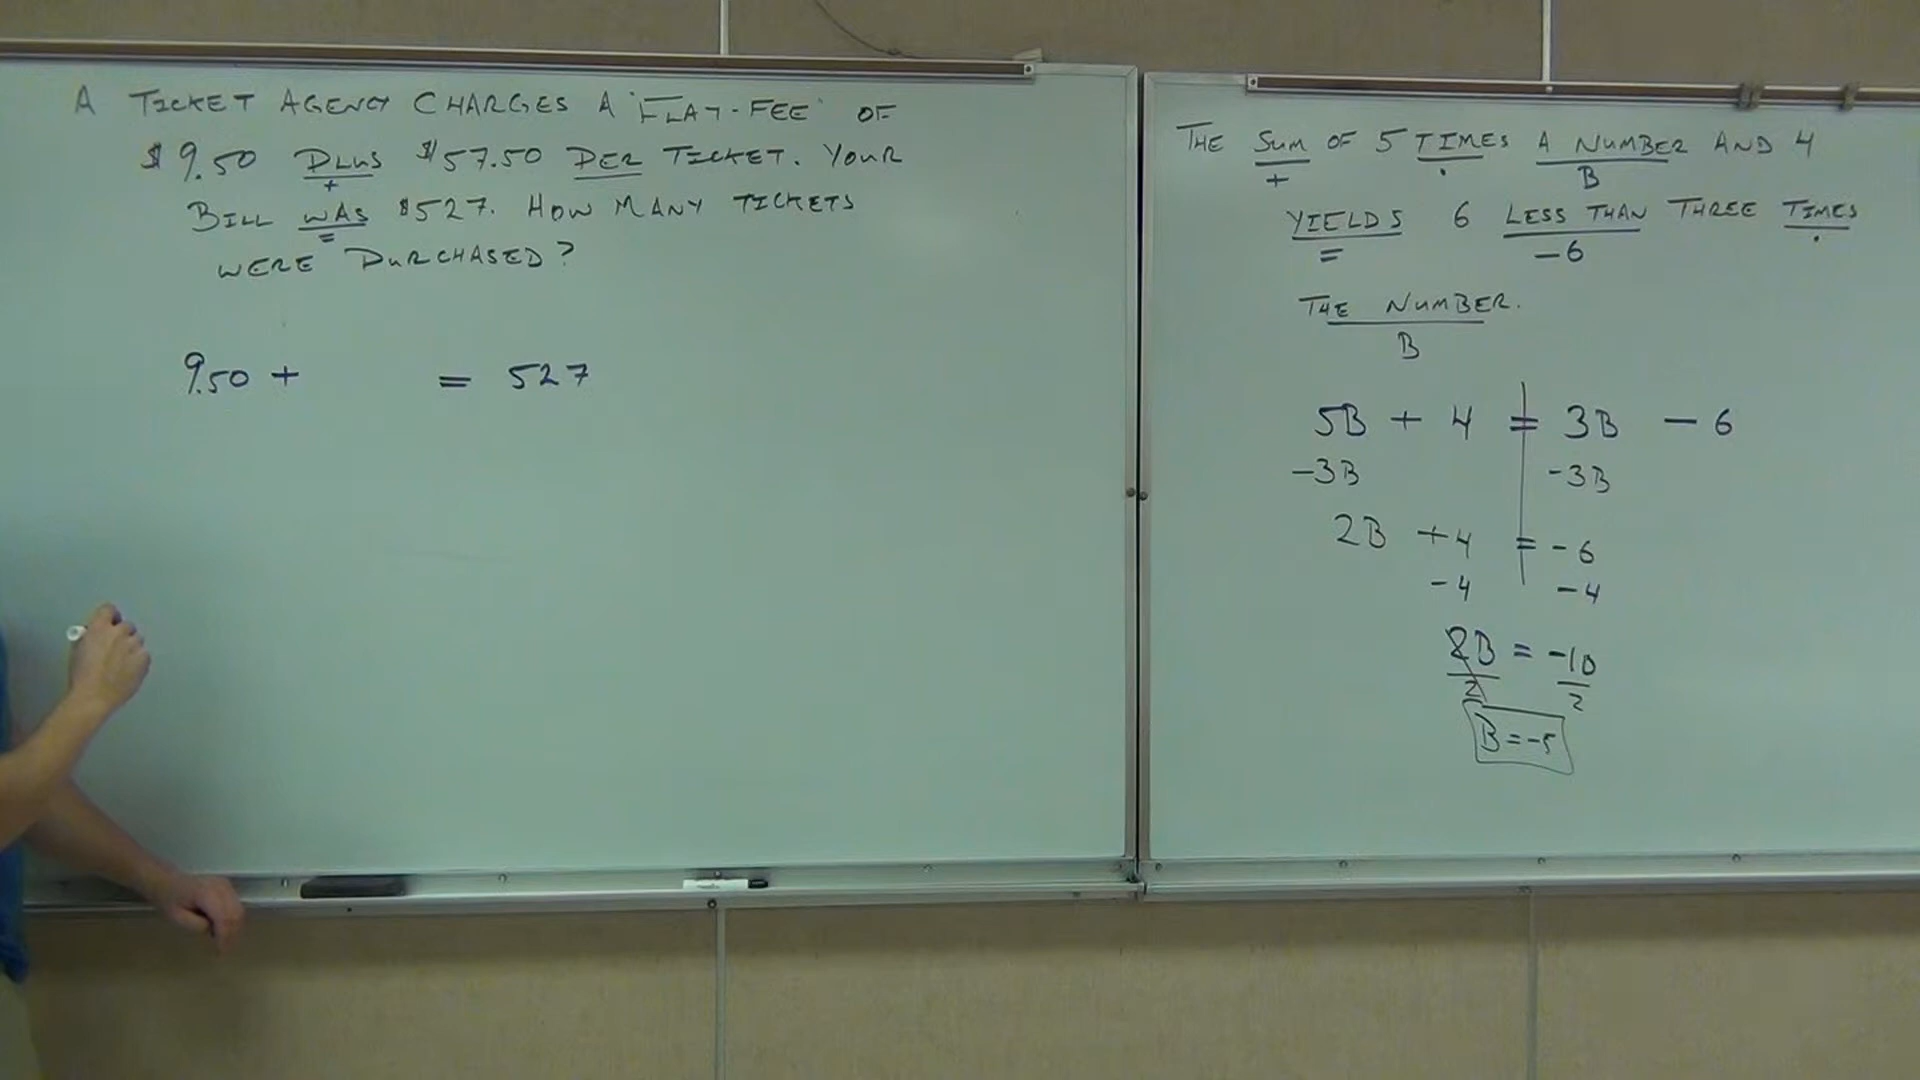 A TICKET AGENCY CHARGES A "FLAT-FEE" OF
$9.50 PLUS $57.50 PER TICKET. YOUR
+
BILL WAS $527. HOW MANY TICKETS
=
WERE PURCHASED?
9.50 + = 527
THE SUM OF 5 TIMES A NUMBER AND 4
+ · B
YIELDS 6 LESS THAN THREE TIMES
= -6 ·
THE NUMBER.
B
5B + 4 = 3B - 6
-3B -3B
2B +4 = -6
-4 -4
2B = -10
2 2
B = -5